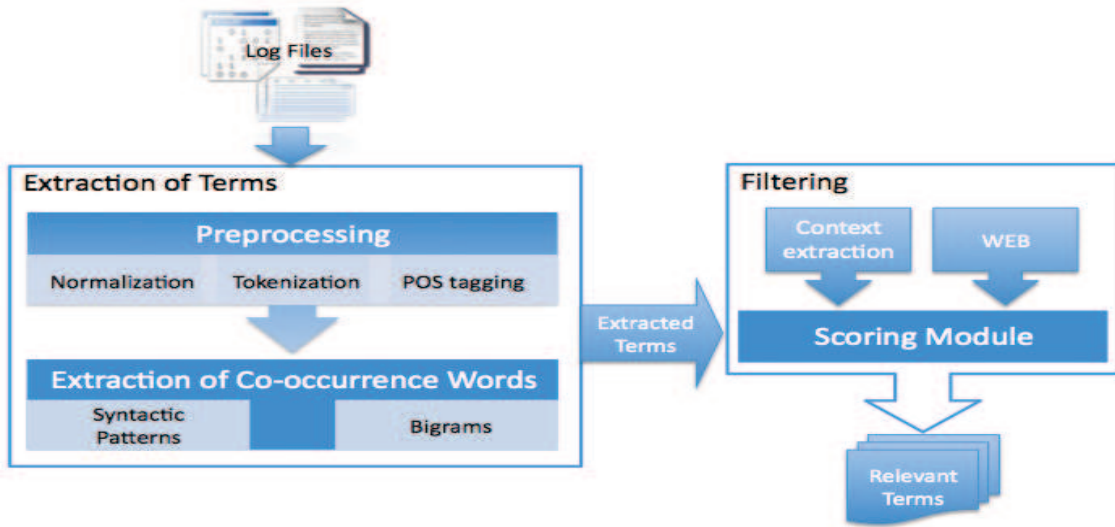 Log Files
Extraction of Terms
Preprocessing
Normalization
Tokenization
POS tagging
Extraction of Co-occurrence Words
Syntactic
Patterns
Bigrams
Extracted
Terms
Filtering
Context
extraction
WEB
Scoring Module
Relevant
Terms